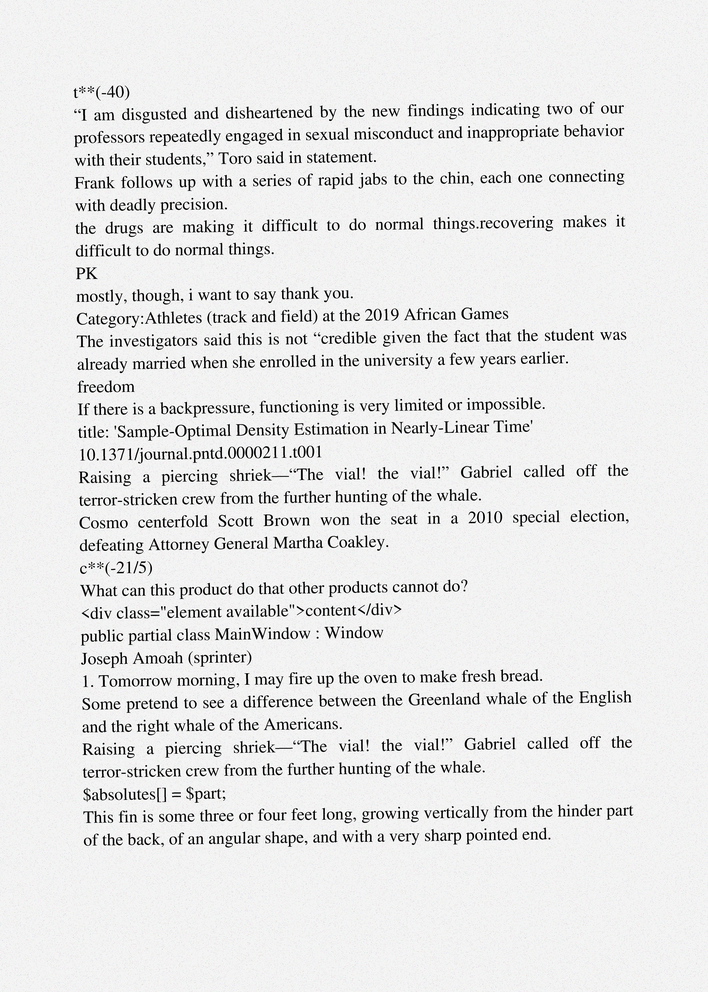 t**(-40)
“I am disgusted and disheartened by the new findings indicating two of our
professors repeatedly engaged in sexual misconduct and inappropriate behavior
with their students,” Toro said in statement.
Frank follows up with a series of rapid jabs to the chin, each one connecting
with deadly precision.
the drugs are making it difficult to do normal things.recovering makes it
difficult to do normal things.
PK
mostly, though, i want to say thank you.
Category:Athletes (track and field) at the 2019 African Games
The investigators said this is not “credible given the fact that the student was
already married when she enrolled in the university a few years earlier.
freedom
If there is a backpressure, functioning is very limited or impossible.
title: 'Sample-Optimal Density Estimation in Nearly-Linear Time'
10.1371/journal.pntd.0000211.t001
Raising a piercing shriek—“The vial! the vial!” Gabriel called off the
terror-stricken crew from the further hunting of the whale.
Cosmo centerfold Scott Brown won the seat in a 2010 special election,
defeating Attorney General Martha Coakley.
c**(-21/5)
What can this product do that other products cannot do?
<div class="element available">content</div>
public partial class MainWindow : Window
Joseph Amoah (sprinter)
1. Tomorrow morning, I may fire up the oven to make fresh bread.
Some pretend to see a difference between the Greenland whale of the English
and the right whale of the Americans.
Raising a piercing shriek—“The vial! the vial!” Gabriel called off the
terror-stricken crew from the further hunting of the whale.
$absolutes[] = $part;
This fin is some three or four feet long, growing vertically from the hinder part
of the back, of an angular shape, and with a very sharp pointed end.